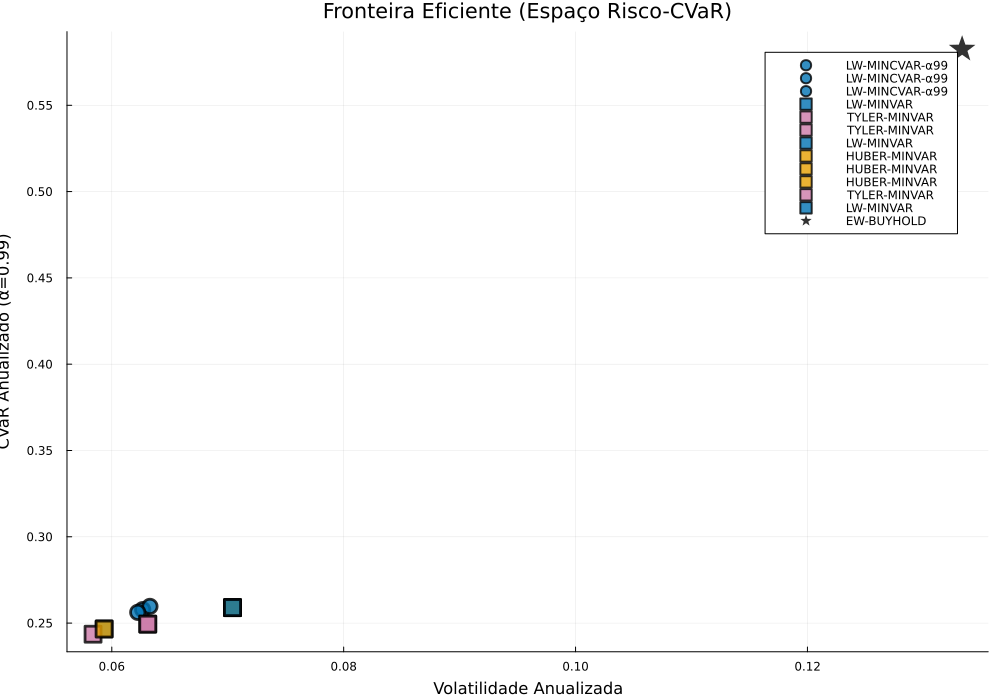 Fronteira Eficiente (Espaço Risco-CVaR)
LW-MINCVAR-α99
LW-MINCVAR-α99
LW-MINCVAR-α99
LW-MINVAR
TYLER-MINVAR
TYLER-MINVAR
LW-MINVAR
HUBER-MINVAR
HUBER-MINVAR
HUBER-MINVAR
TYLER-MINVAR
LW-MINVAR
EW-BUYHOLD
CVaR Anualizado (α=0.99)
0.55
0.50
0.45
0.40
0.35
0.30
0.25
0.06
0.08
0.10
0.12
Volatilidade Anualizada